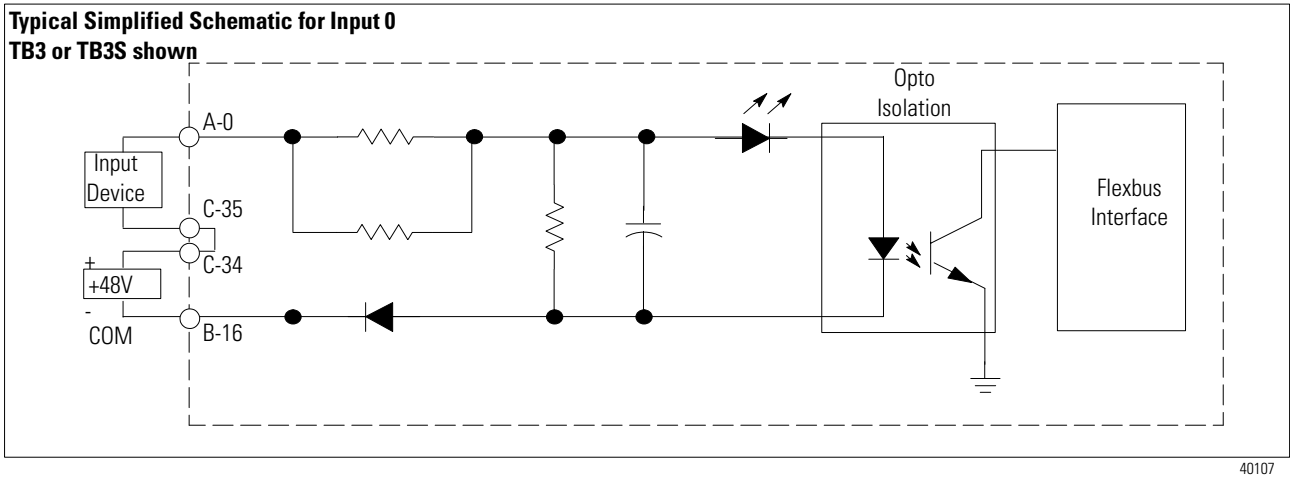 Typical Simplified Schematic for Input 0
TB3 or TB3S shown
Opto
Isolation
A-0
Input
Device
C-35
C-34
+
+48V
-
COM
B-16
Flexbus
Interface
40107